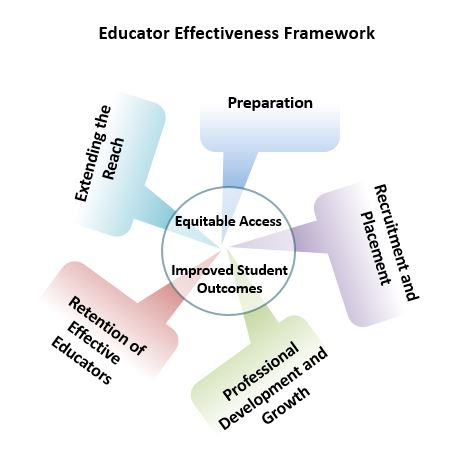 Educator Effectiveness Framework
Preparation
Extending the
Reach
Recruitment and
Placement
Equitable Access
Improved Student
Outcomes
Retention of
Effective
Educators
Professional
Development and
Growth